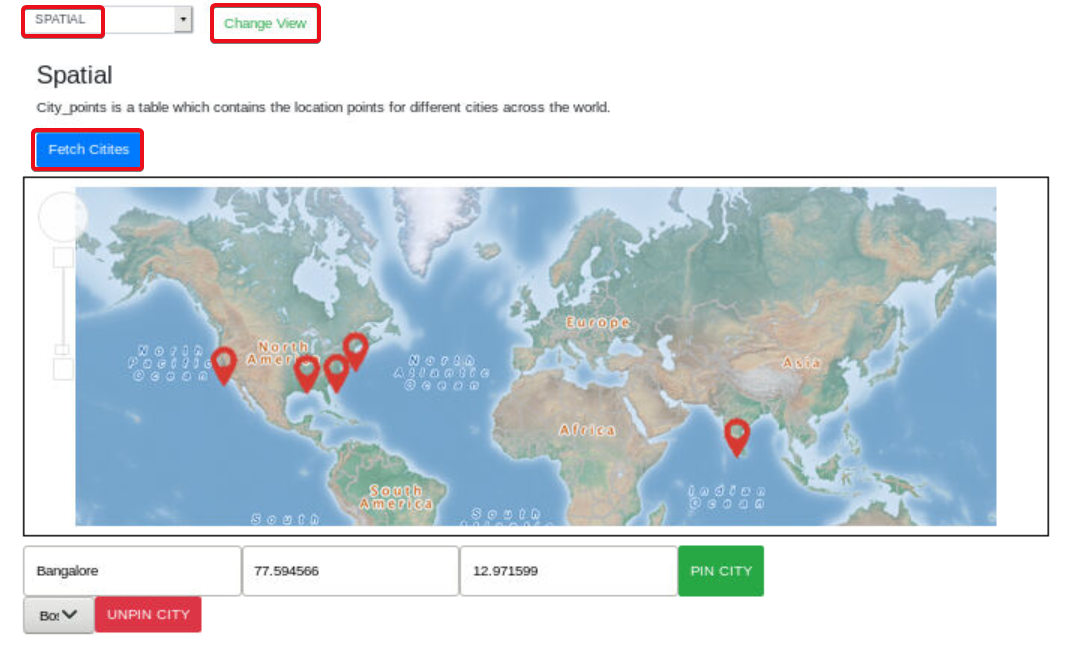 SPATIAL
Change View
Spatial
City_points is a table which contains the location points for different cities across the world.
Fetch Citites
North
Pacific
Ocean
North
America
North
Atlantic
Ocean
Europe
Asia
Africa
South
America
Indian
Ocean
South
South
Bangalore
77.594566
12.971599
PIN CITY
Bos
UNPIN CITY